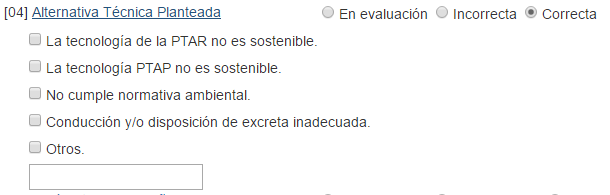 [04] Alternativa Técnica Planteada En evaluación Incorrecta Correcta
La tecnología de la PTAR no es sostenible.
La tecnología PTAP no es sostenible.
No cumple normativa ambiental.
Conducción y/o disposición de excreta inadecuada.
Otros.